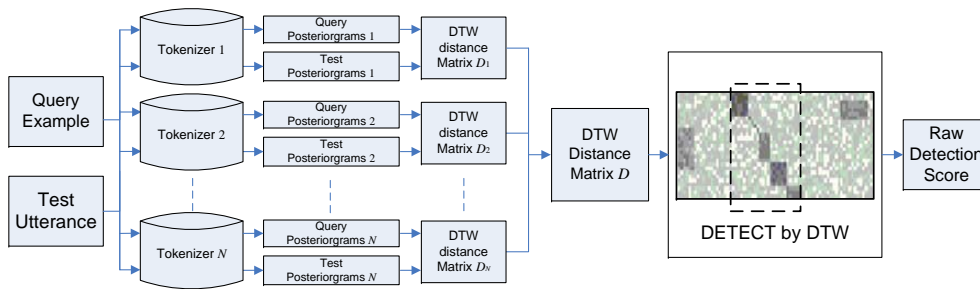 Query
Example
Test
Utterance
Tokenizer 1
Query
Posteriorgrams 1
Test
Posteriorgrams 1
DTW
distance
Matrix D1
Tokenizer 2
Query
Posteriorgrams 2
Test
Posteriorgrams 2
DTW
distance
Matrix D2
Tokenizer N
Query
Posteriorgrams N
Test
Posteriorgrams N
DTW
distance
Matrix DN
DTW
Distance
Matrix D
DETECT by DTW
Raw
Detection
Score